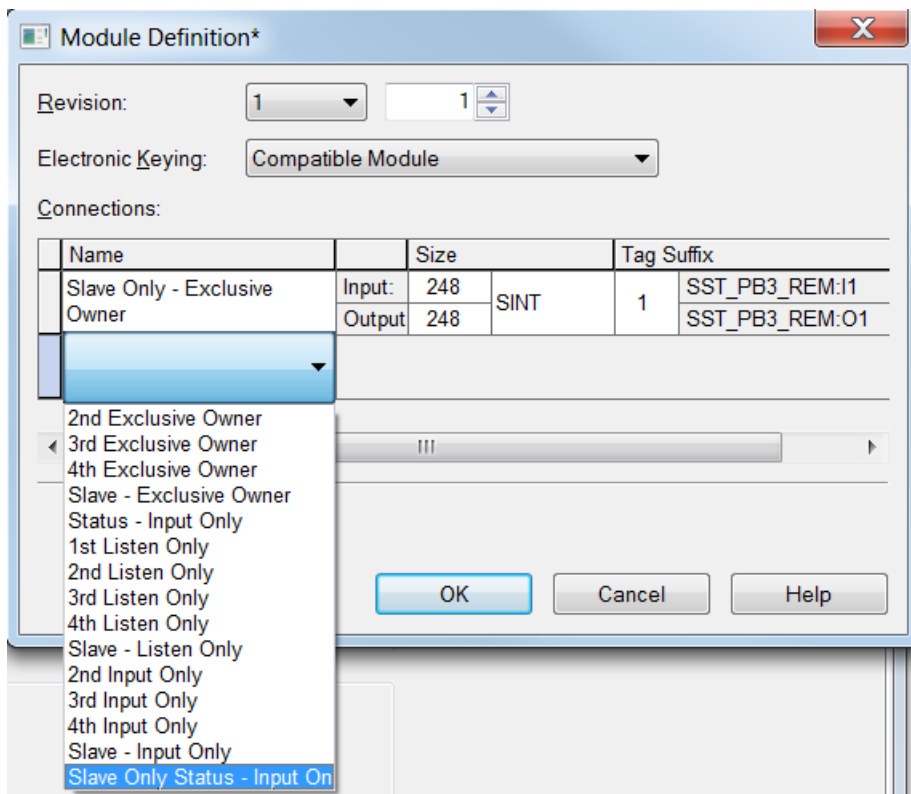 Module Definition*
Revision: 1 1
Electronic Keying: Compatible Module
Connections:
Name Size Tag Suffix
Slave Only - Exclusive Owner Input: 248 SINT 1 SST_PB3_REM:I1
Output 248 SST_PB3_REM:O1
2nd Exclusive Owner
3rd Exclusive Owner
4th Exclusive Owner
Slave - Exclusive Owner
Status - Input Only
1st Listen Only
2nd Listen Only
3rd Listen Only
4th Listen Only
Slave - Listen Only
2nd Input Only
3rd Input Only
4th Input Only
Slave - Input Only
Slave Only Status - Input On
OK Cancel Help